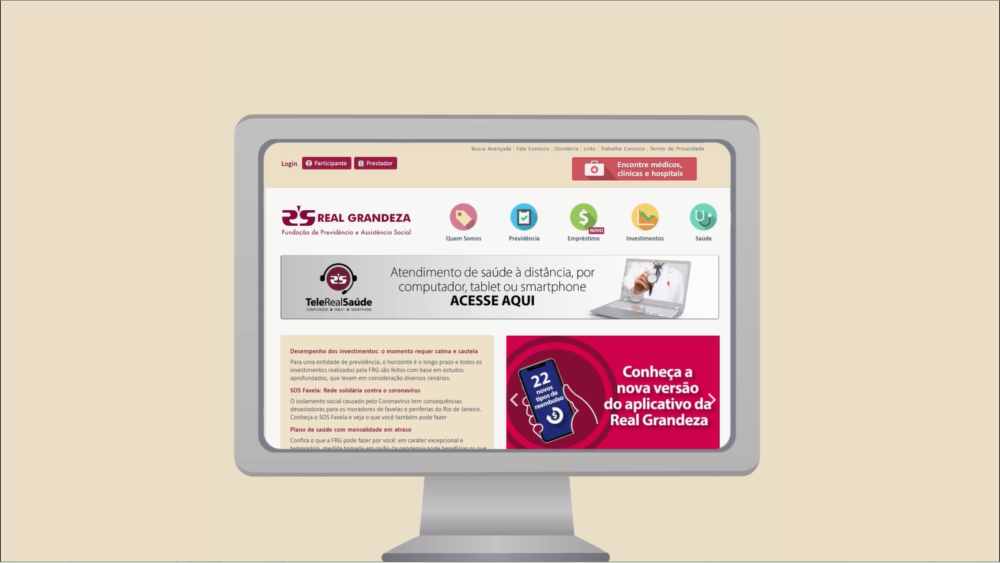 Busca Avançada | Fale Conosco | Ouvidoria | Links | Trabalhe Conosco | Termo de Privacidade
Login
Participante
Prestador
Encontre médicos,
clínicas e hospitais
REAL GRANDEZA
Fundação de Previdência e Assistência Social
Quem Somos
Previdência
Empréstimo
NOVO
Investimentos
Saúde
TeleRealSaúde
COMPUTADOR • TABLET • SMARTPHONE
Atendimento de saúde à distância, por
computador, tablet ou smartphone
ACESSE AQUI
Desempenho dos investimentos: o momento requer calma e cautela
Para uma entidade de previdência, o horizonte é o longo prazo e todos os
investimentos realizados pela FRG são feitos com base em estudos
aprofundados, que levam em consideração diversos cenários.
SOS Favela: Rede solidária contra o coronavírus
O isolamento social causado pelo Coronavírus tem consequências
devastadoras para os moradores de favelas e periferias do Rio de Janeiro.
Conheça o SOS Favela e veja o que você também pode fazer
Plano de saúde com mensalidade em atraso
Confira o que a FRG pode fazer por você: em caráter excepcional e
temporário, medida tomada em razão da pandemia pode beneficiar os que
22
novos
tipos de
reembolso
Conheça a
nova versão
do aplicativo da
Real Grandeza